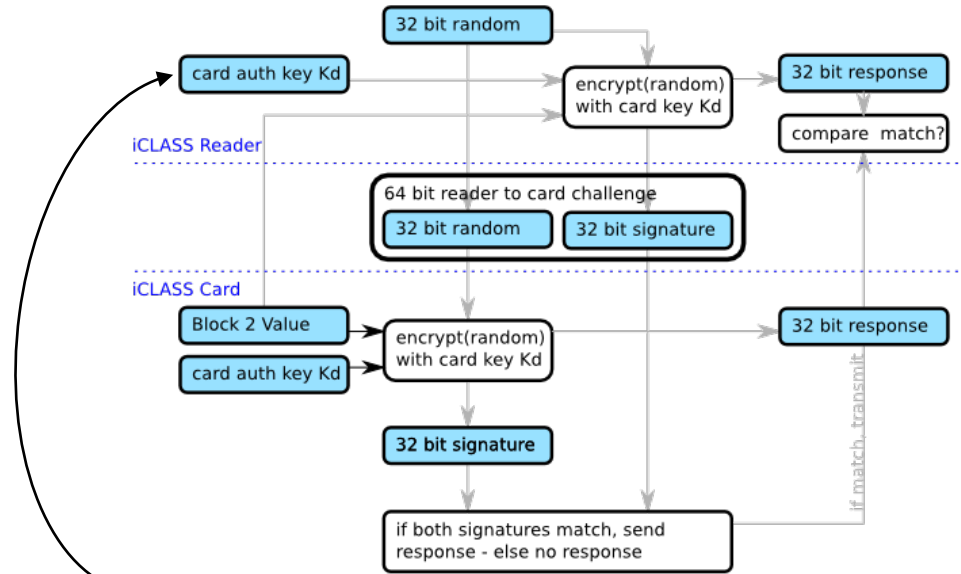 32 bit random
card auth key Kd
encrypt(random)
with card key Kd
32 bit response
compare  match?
iCLASS Reader
64 bit reader to card challenge
32 bit random
32 bit signature
iCLASS Card
Block 2 Value
encrypt(random)
with card key Kd
32 bit response
card auth key Kd
32 bit signature
if match, transmit
if both signatures match, send
response - else no response